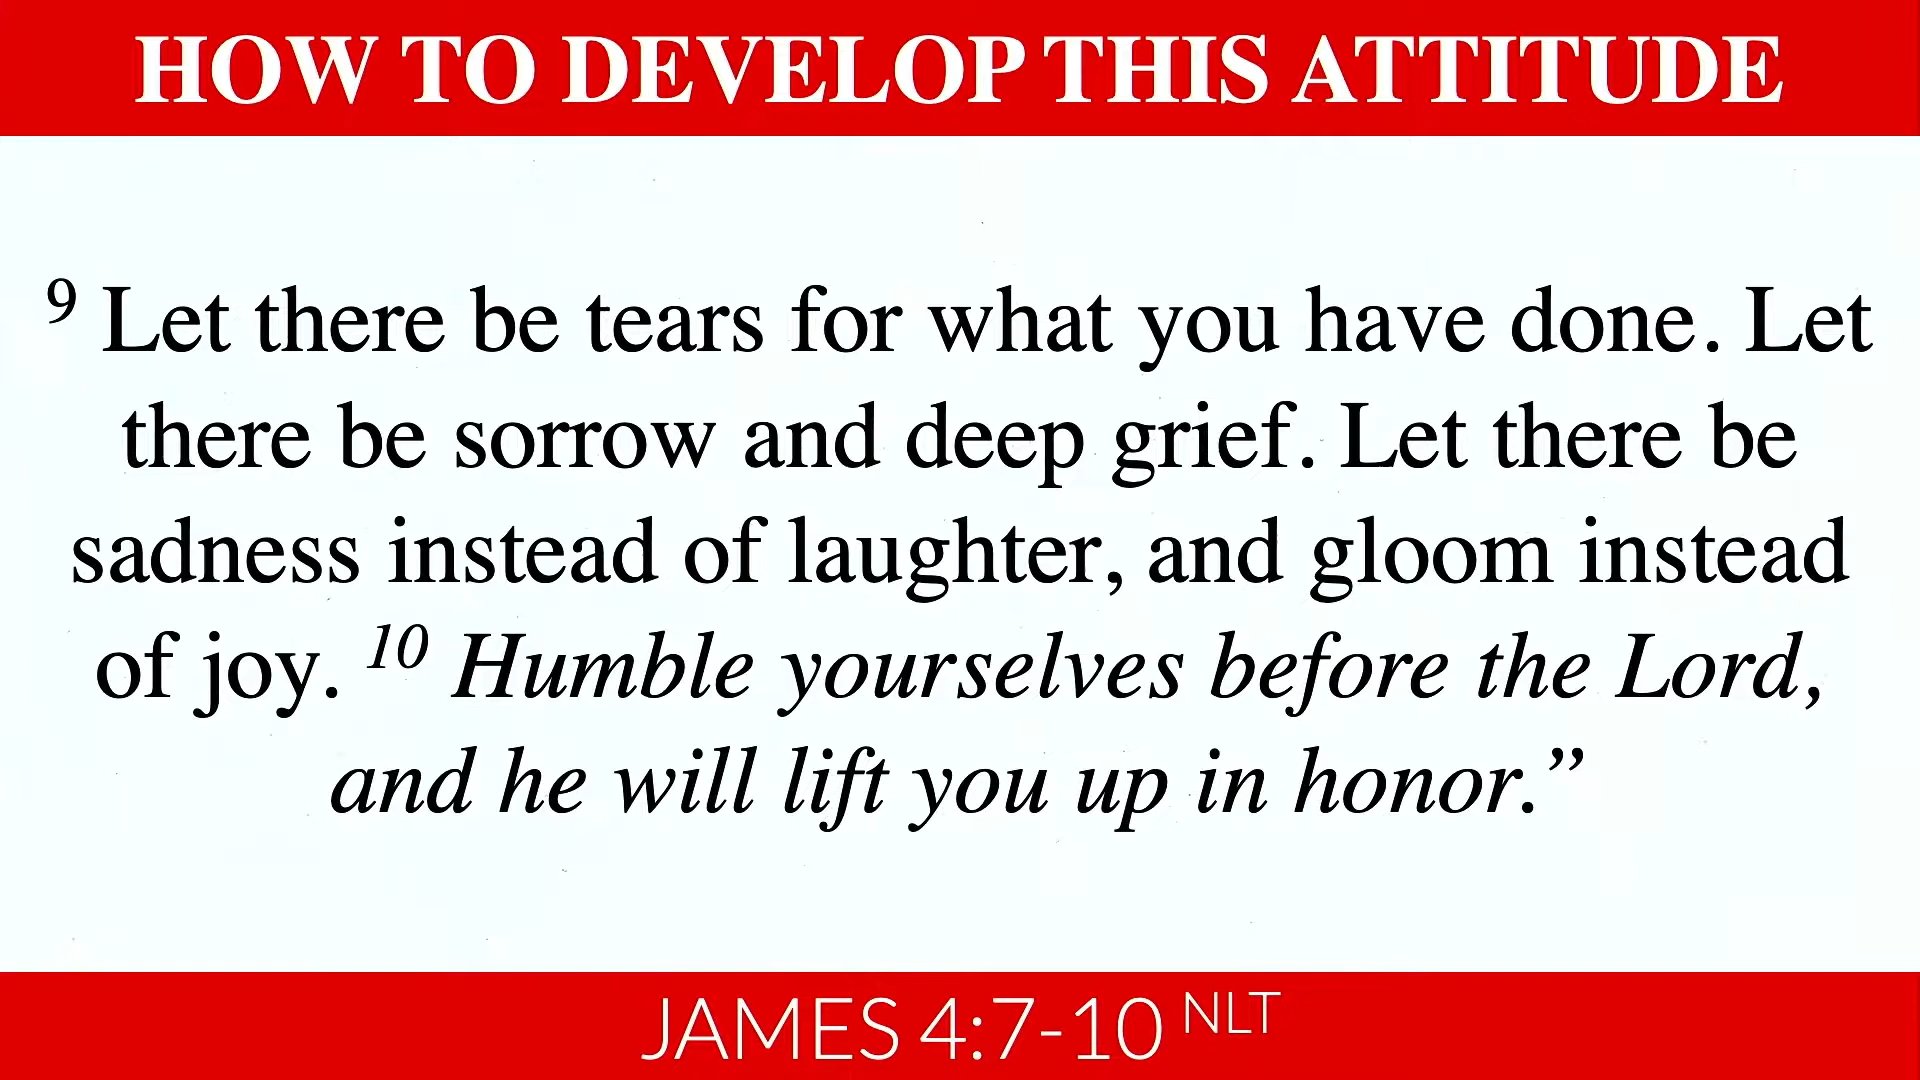 HOW TO DEVELOP THIS ATTITUDE
9 Let there be tears for what you have done. Let
there be sorrow and deep grief. Let there be
sadness instead of laughter, and gloom instead
of joy. 10 Humble yourselves before the Lord,
and he will lift you up in honor.”
JAMES 4:7-10 NLT